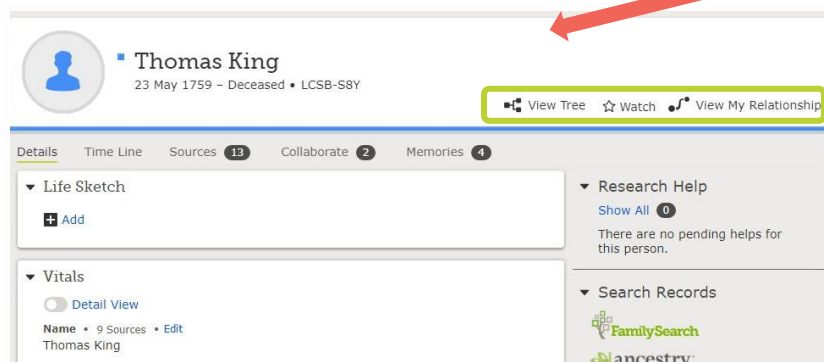 Thomas King
23 May 1759 – Deceased • LCSB-S8Y
View Tree Watch View My Relationship
Details Time Line Sources 13 Collaborate 2 Memories 4
Life Sketch
Add
Vitals
Detail View
Name • 9 Sources • Edit
Thomas King
Research Help
Show All 0
There are no pending helps for
this person.
Search Records
FamilySearch
ancestry